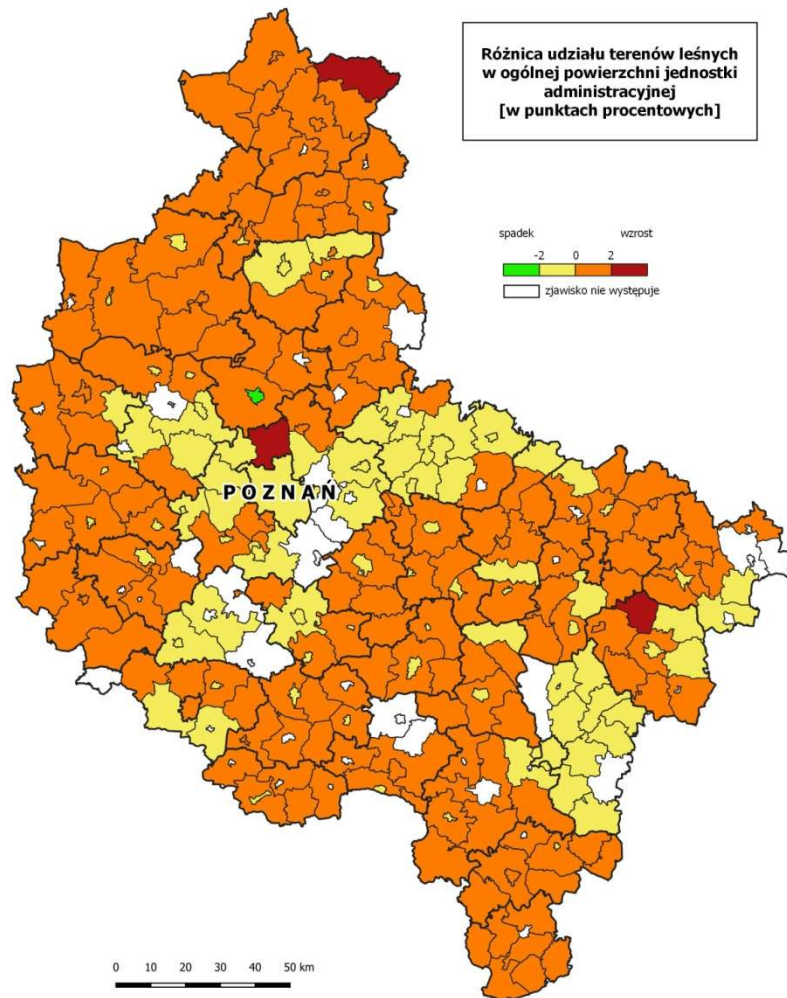 Różnica udziału terenów leśnych
w ogólnej powierzchni jednostki
administracyjnej
[w punktach procentowych]
spadek wzrost
-2 0 2
zjawisko nie występuje
POZNAŃ
0 10 20 30 40 50 km